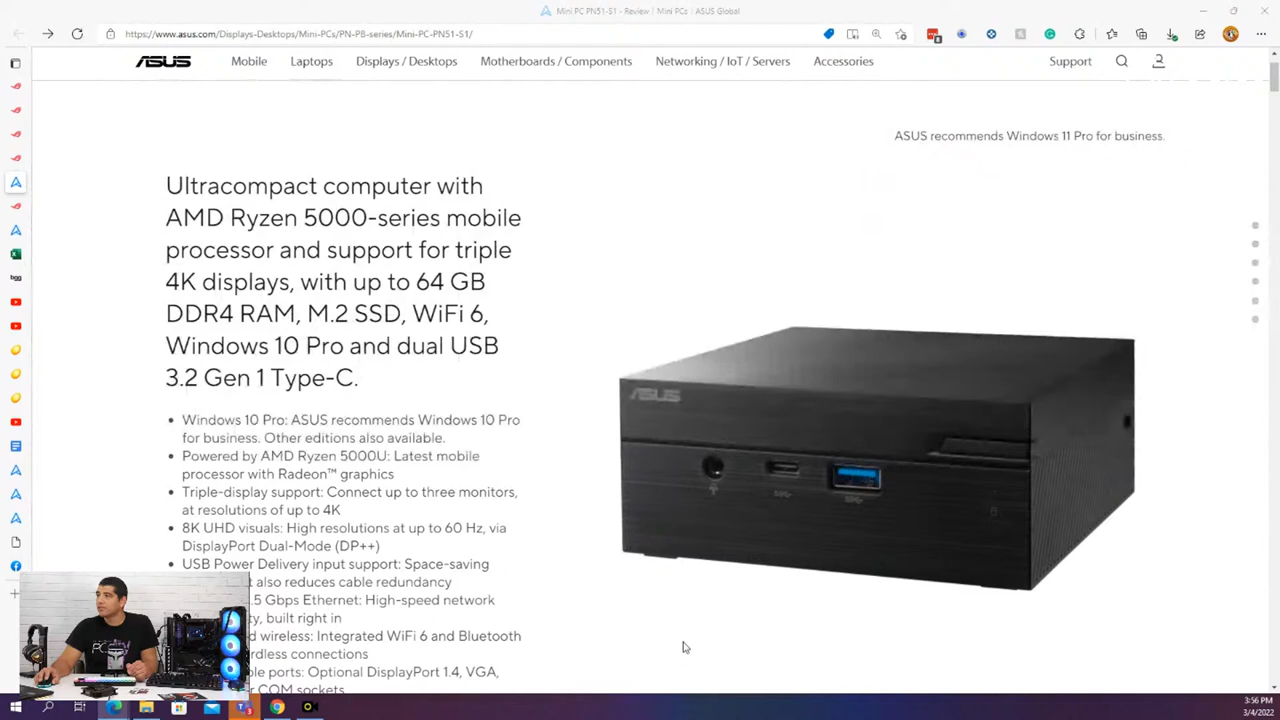 Mini PC PN51-S1 - Review | Mini PCs | ASUS Global
https://www.asus.com/Displays-Desktops/Mini-PCs/PN-PB-series/Mini-PC-PN51-S1/
ASUS Mobile Laptops Displays / Desktops Motherboards / Components Networking / IoT / Servers Accessories Support
ASUS recommends Windows 11 Pro for business.
Ultracompact computer with
AMD Ryzen 5000-series mobile
processor and support for triple
4K displays, with up to 64 GB
DDR4 RAM, M.2 SSD, WiFi 6,
Windows 10 Pro and dual USB
3.2 Gen 1 Type-C.
• Windows 10 Pro: ASUS recommends Windows 10 Pro
for business. Other editions also available.
• Powered by AMD Ryzen 5000U: Latest mobile
processor with Radeon™ graphics
• Triple-display support: Connect up to three monitors,
at resolutions of up to 4K
• 8K UHD visuals: High resolutions at up to 60 Hz, via
DisplayPort Dual-Mode (DP++)
• USB Power Delivery input support: Space-saving
also reduces cable redundancy
.5 Gbps Ethernet: High-speed network
built right in
wireless: Integrated WiFi 6 and Bluetooth
connections
ports: Optional DisplayPort 1.4, VGA,
COM sockets
ASUS
bgg
PC
3:56 PM
3/4/2022